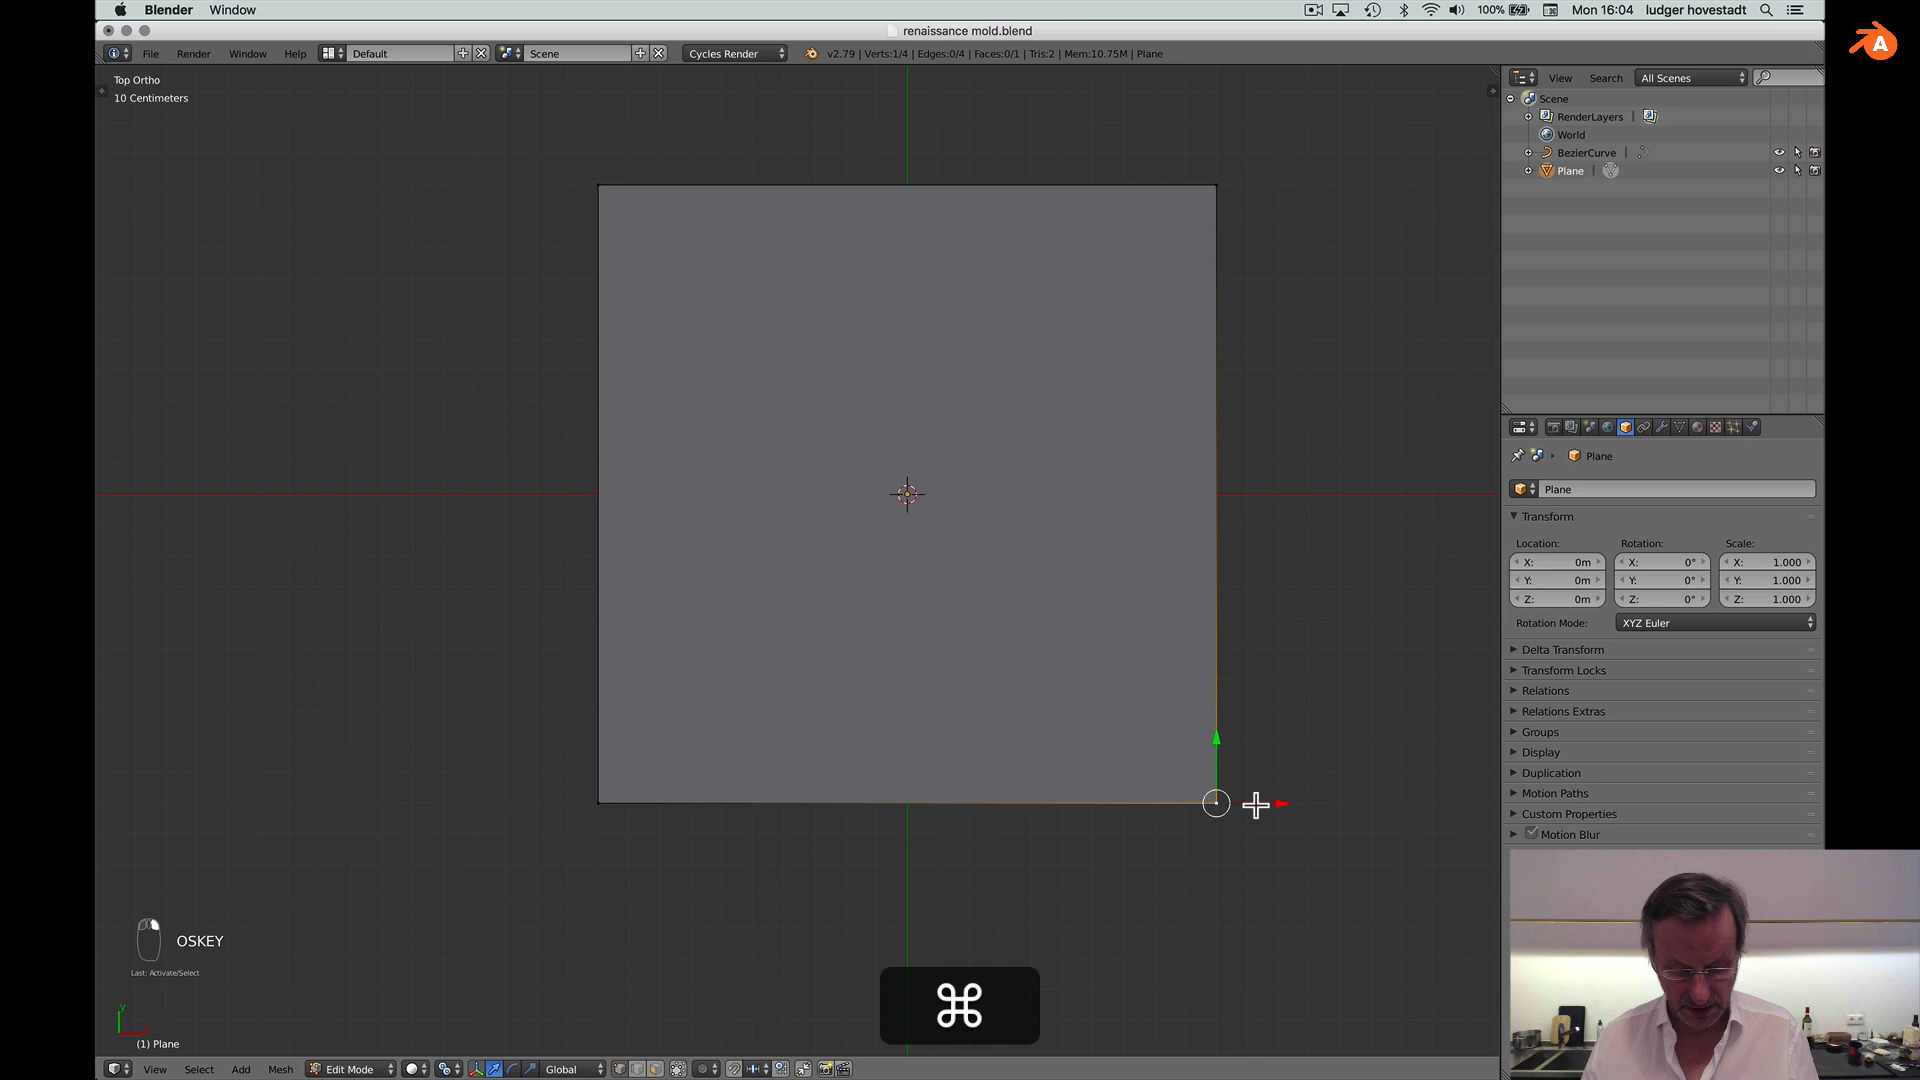 Blender Window 100% Mon 16:04 ludger hovestadt
renaissance mold.blend
File Render Window Help Default Scene Cycles Render v2.79 | Verts:1/4 | Edges:0/4 | Faces:0/1 | Tris:2 | Mem:10.75M | Plane
Top Ortho
10 Centimeters
View Search All Scenes
Scene
RenderLayers
World
BezierCurve
Plane
Plane
Plane
Transform
Location: Rotation: Scale:
X: 0m X: 0° X: 1.000
Y: 0m Y: 0° Y: 1.000
Z: 0m Z: 0° Z: 1.000
Rotation Mode: XYZ Euler
Delta Transform
Transform Locks
Relations
Relations Extras
Groups
Display
Duplication
Motion Paths
Custom Properties
Motion Blur
A
OSKEY
Last: Activate/Select
⌘
y
(1) Plane
View Select Add Mesh Edit Mode Global